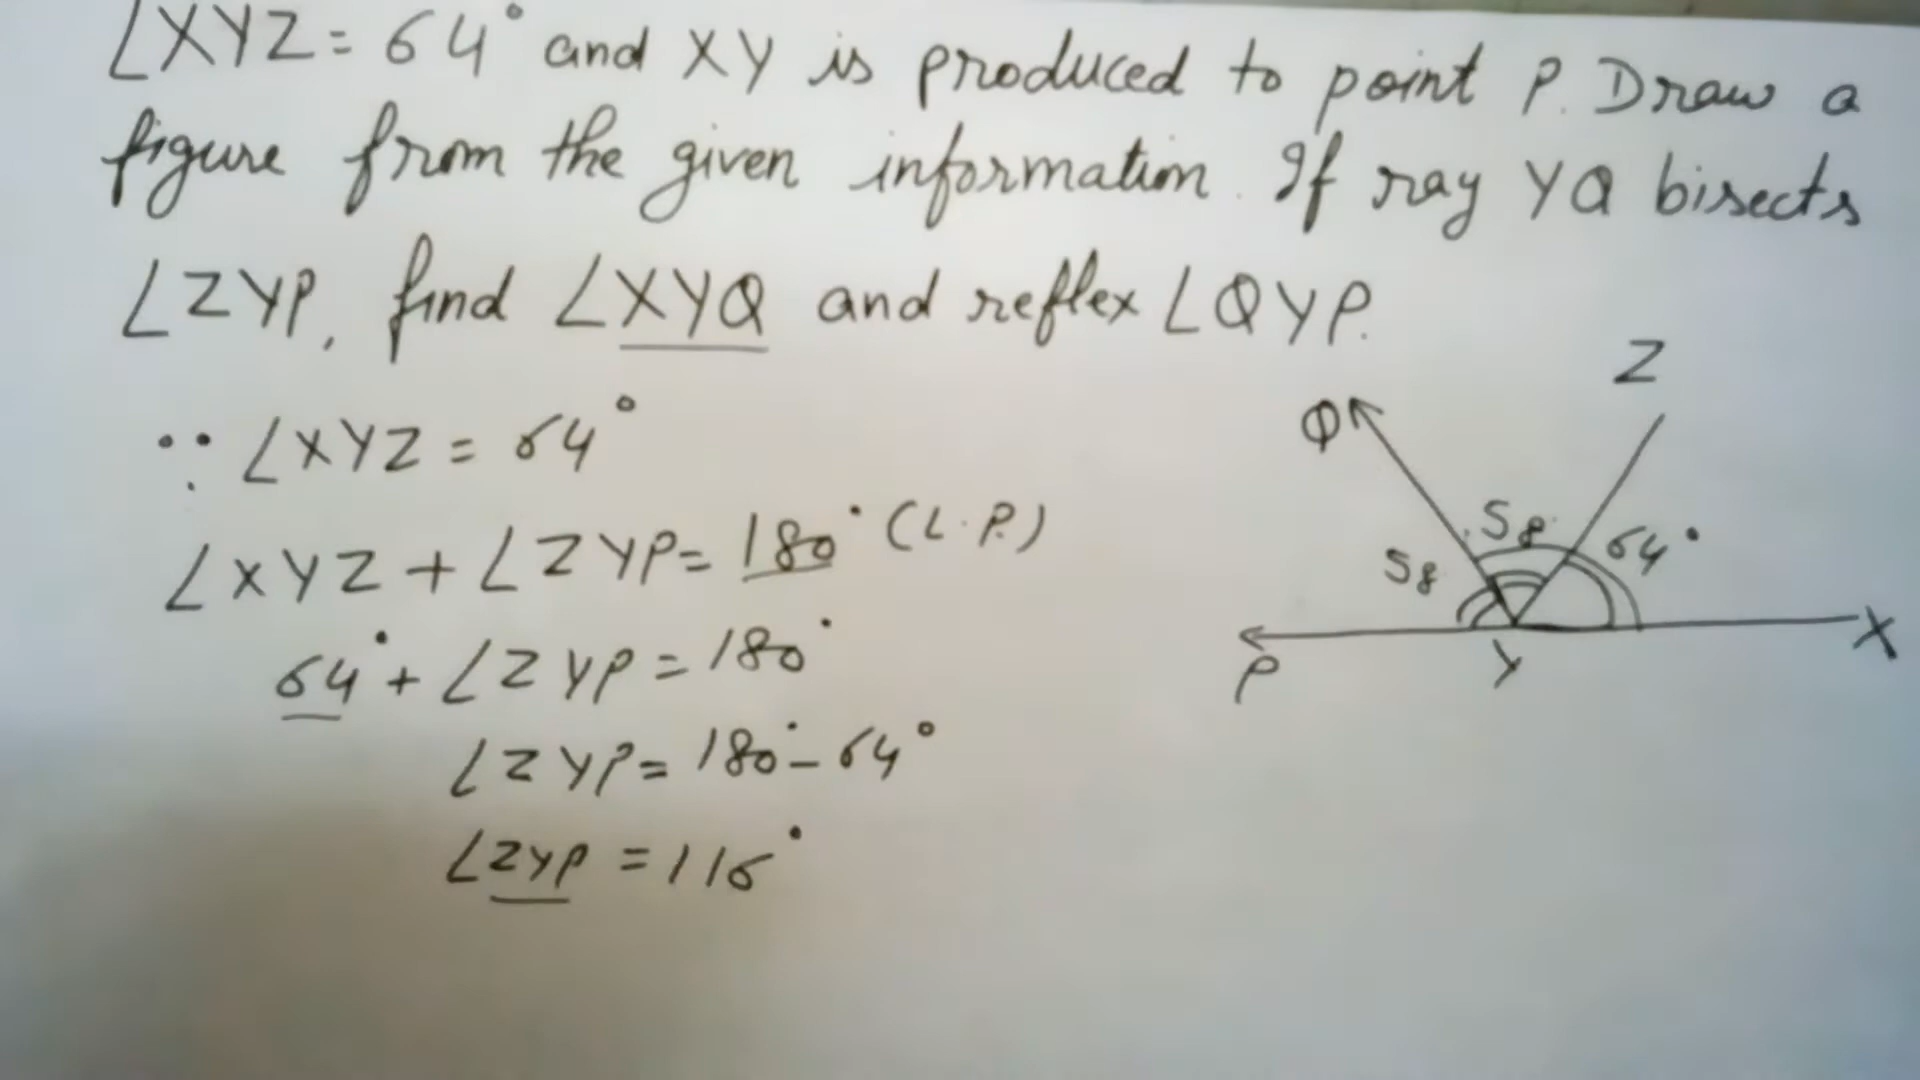 ∠XYZ = 64° and XY is produced to point P. Draw a
figure from the given information. If ray YQ bisects
∠ZYP, find ∠XYQ and reflex ∠QYP.
∵ ∠XYZ = 64°
∠XYZ + ∠ZYP = 180° (L.P.)
64° + ∠ZYP = 180°
∠ZYP = 180° - 64°
∠ZYP = 116°
Z
Q
58
58
64°
P
Y
X